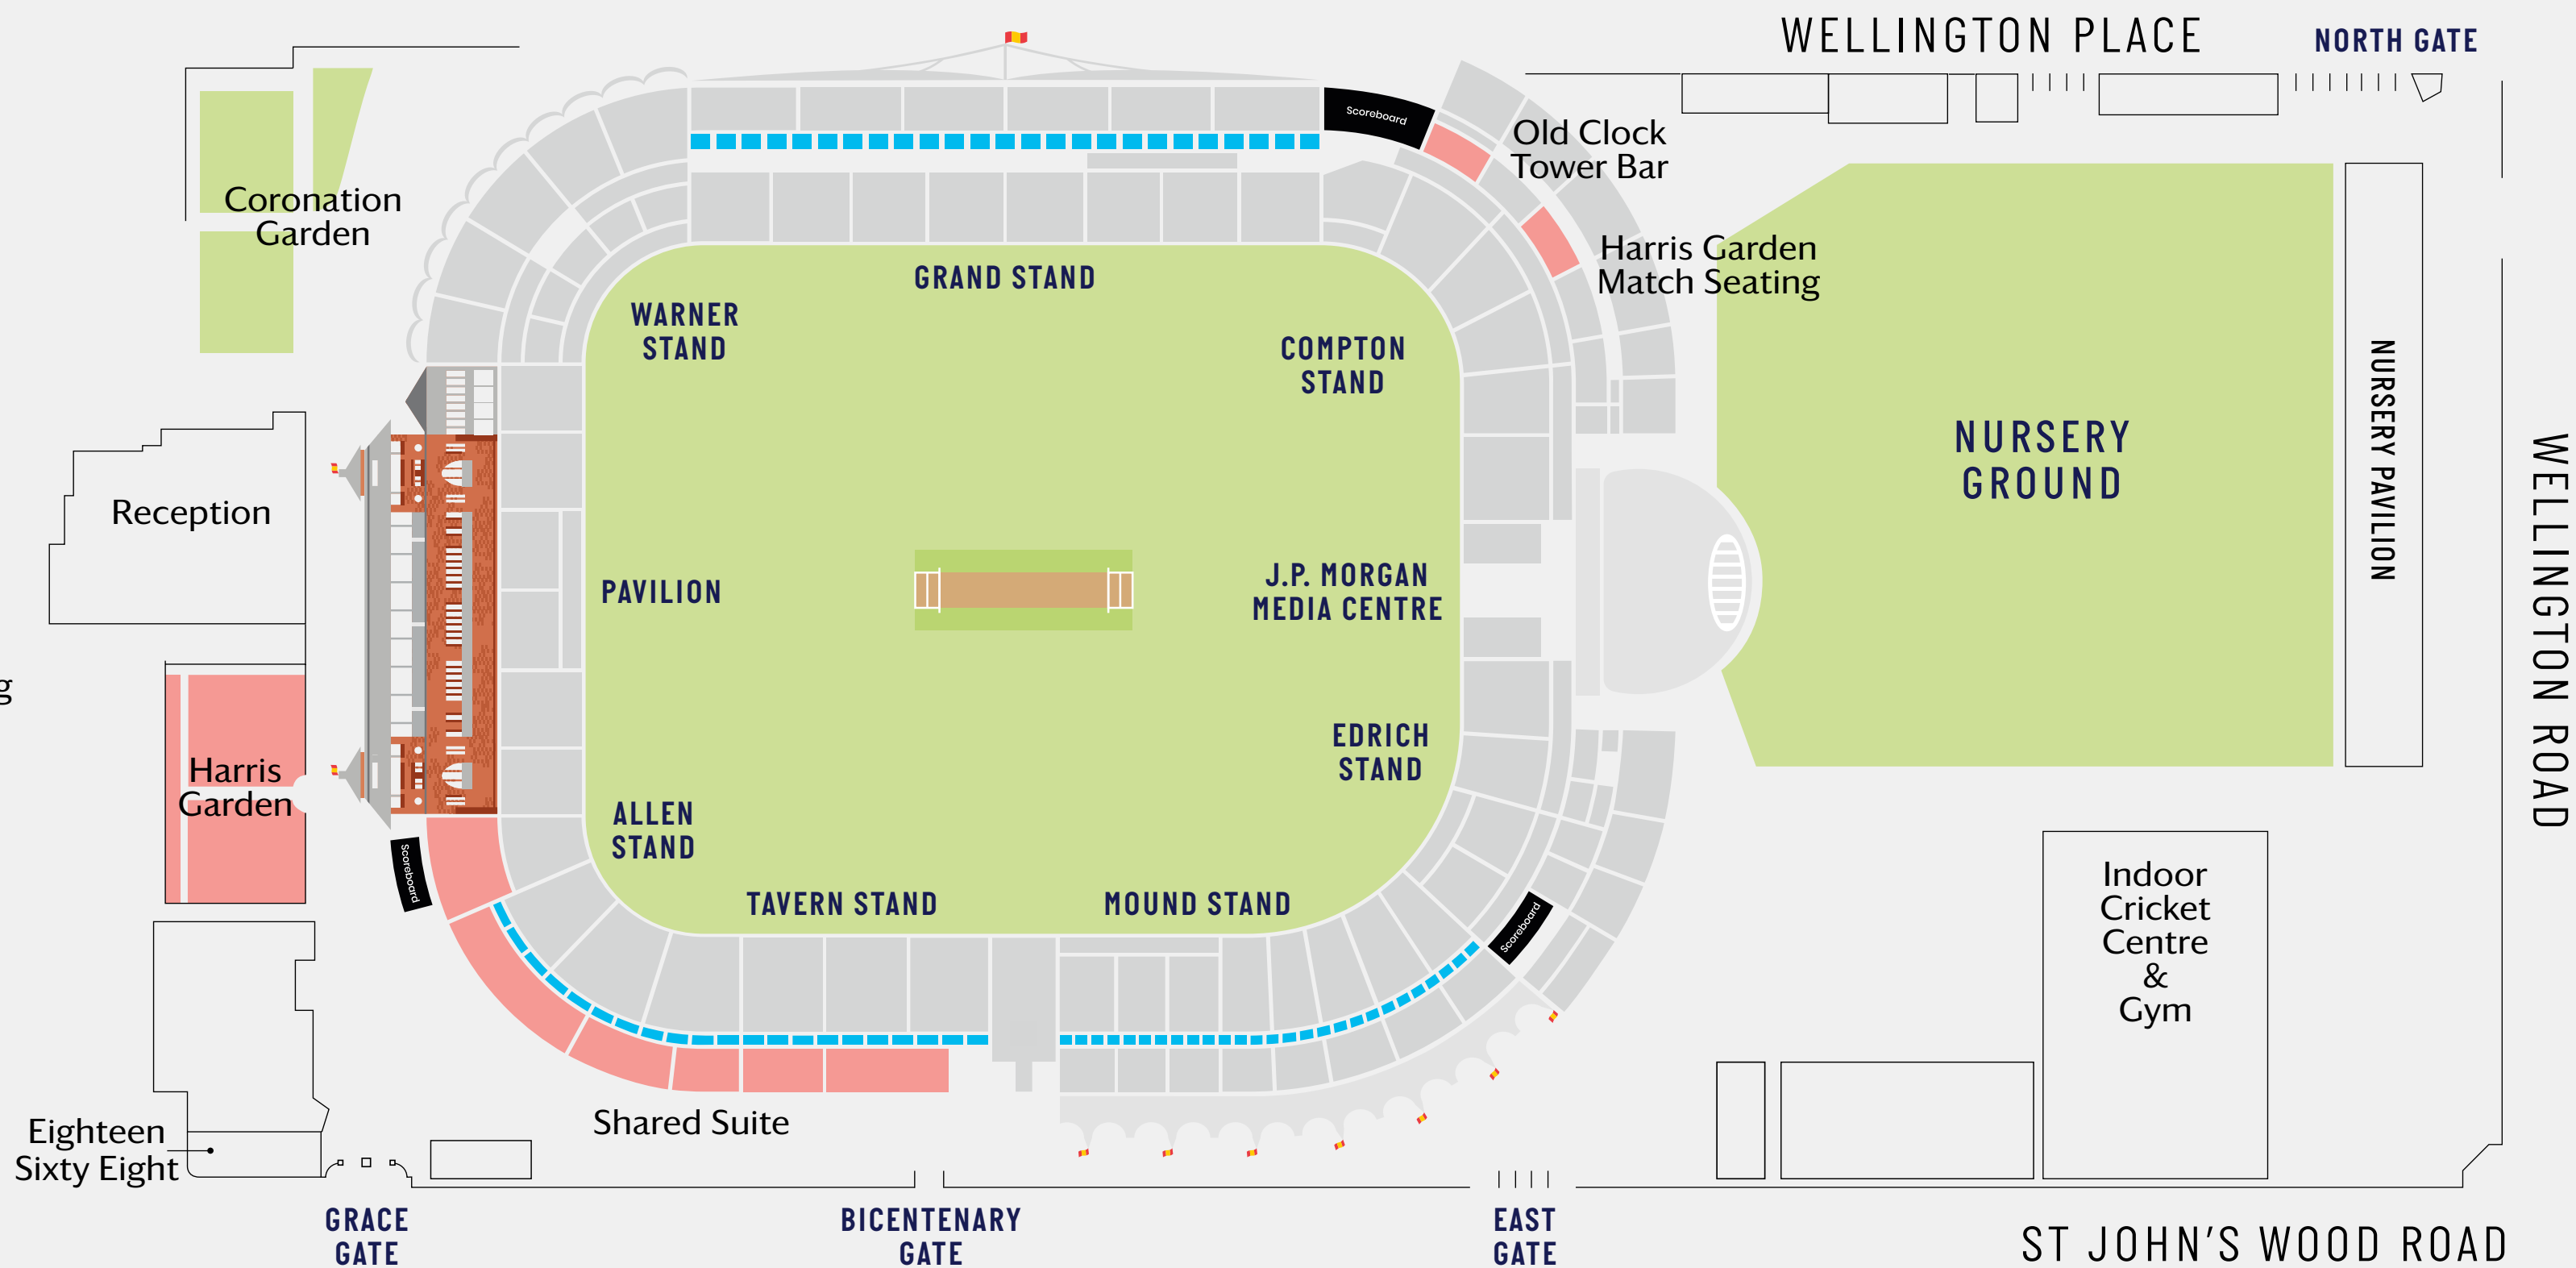 WELLINGTON PLACE
NORTH GATE
Scoreboard
Old Clock
Tower Bar
Coronation
Garden
Harris Garden
Match Seating
GRAND STAND
WARNER
STAND
COMPTON
STAND
NURSERY
GROUND
NURSERY PAVILION
WELLINGTON ROAD
Reception
PAVILION
J.P. MORGAN
MEDIA CENTRE
g
Harris
Garden
EDRICH
STAND
ALLEN
STAND
Scoreboard
TAVERN STAND
MOUND STAND
Scoreboard
Indoor
Cricket
Centre
&
Gym
Shared Suite
Eighteen
Sixty Eight
GRACE
GATE
BICENTENARY
GATE
EAST
GATE
ST JOHN'S WOOD ROAD